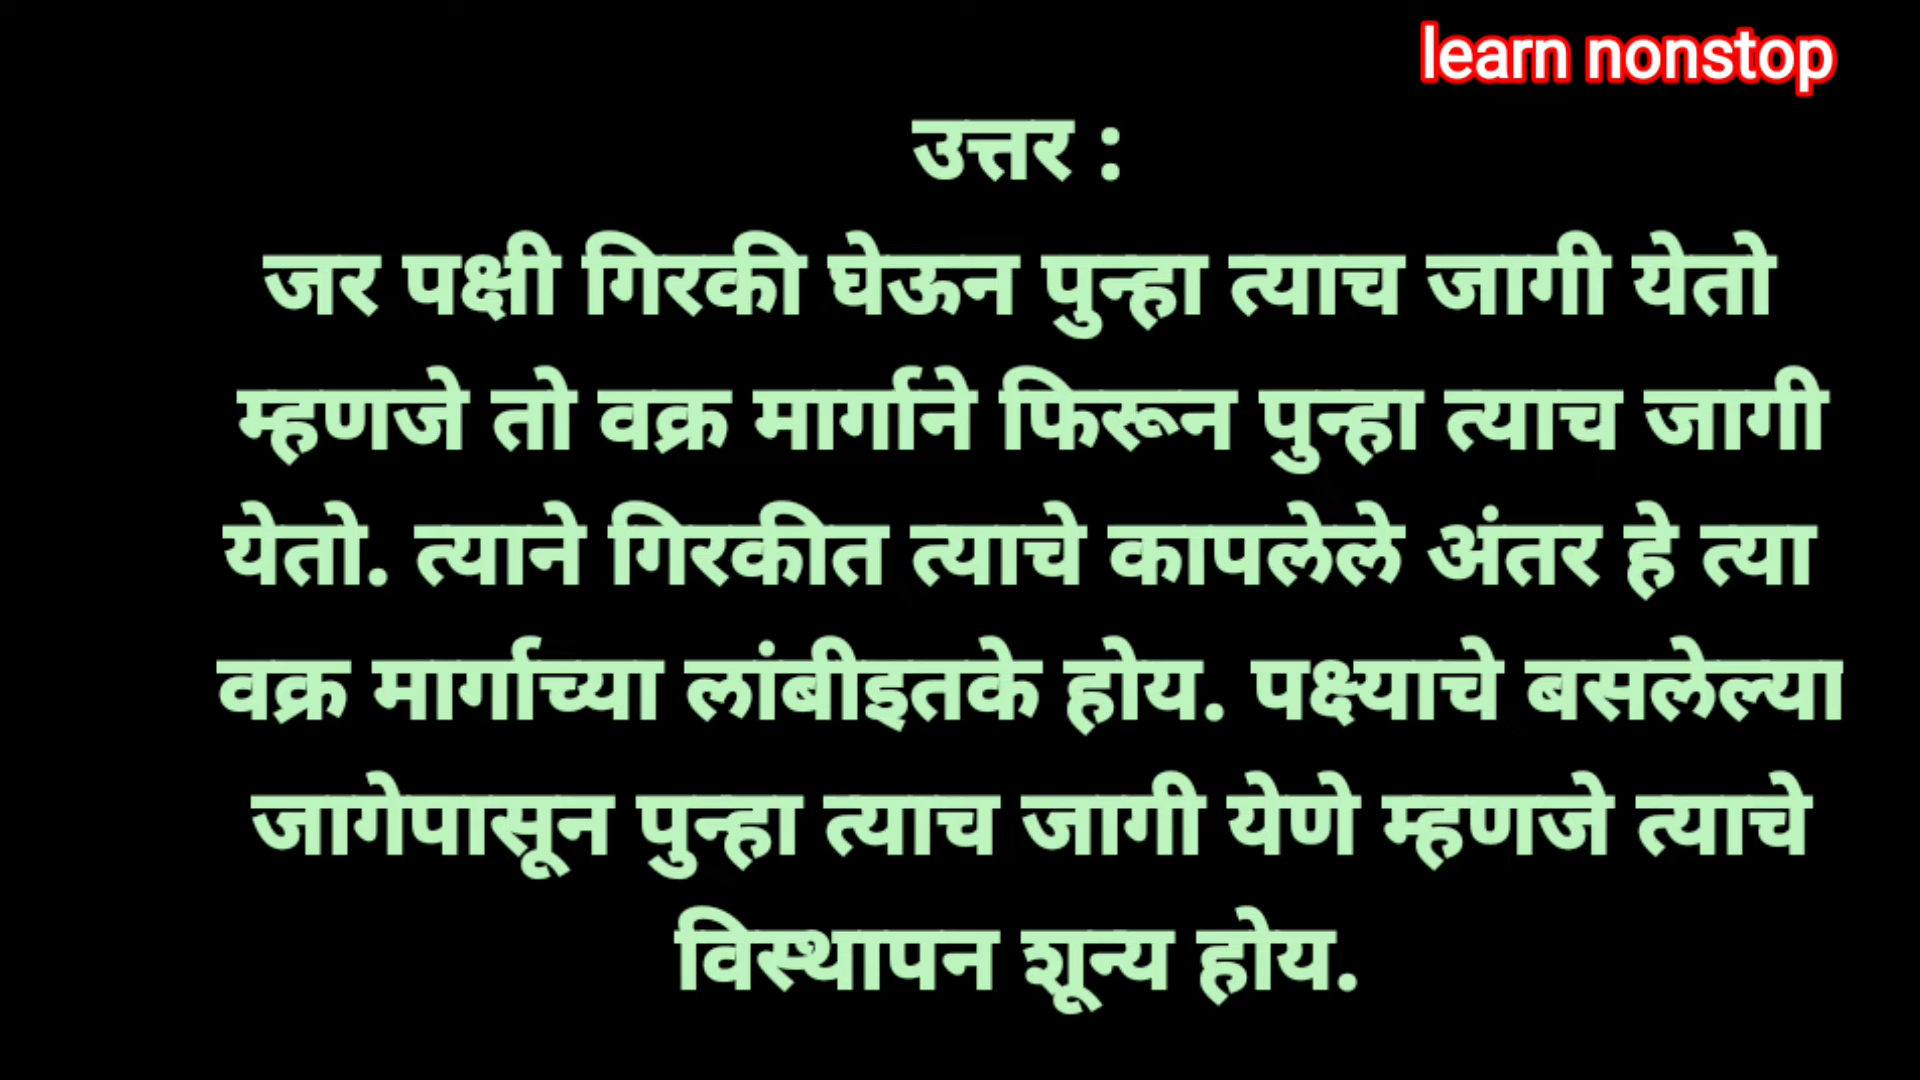 learn nonstop
उत्तर :
जर पक्षी गिरकी घेऊन पुन्हा त्याच जागी येतो
म्हणजे तो वक्र मार्गाने फिरून पुन्हा त्याच जागी
येतो. त्याने गिरकीत त्याचे कापलेले अंतर हे त्या
वक्र मार्गाच्या लांबीइतके होय. पक्ष्याचे बसलेल्या
जागेपासून पुन्हा त्याच जागी येणे म्हणजे त्याचे
विस्थापन शून्य होय.